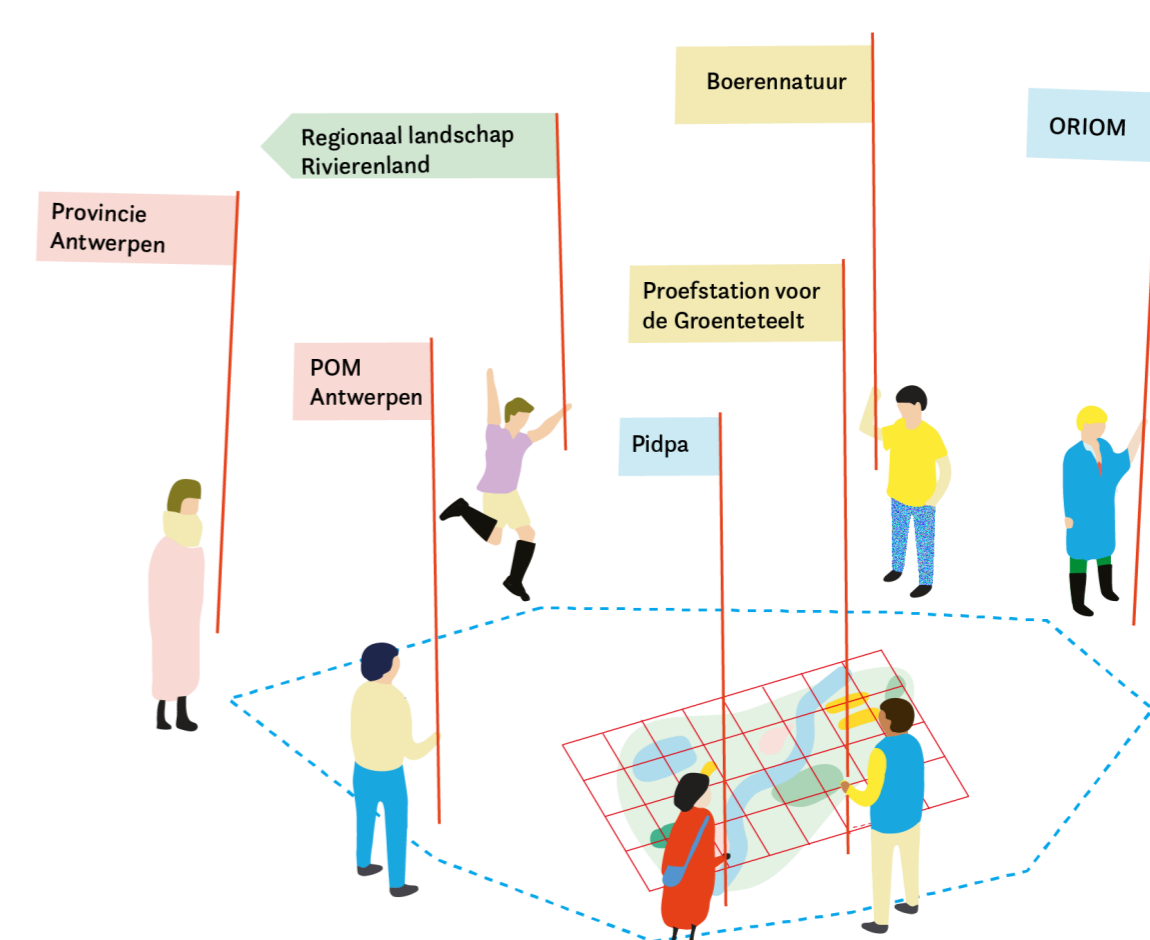 Boerennatuur
ORIOM
Regionaal landschap
Rivierenland
Provincie
Antwerpen
Proefstation voor
de Groenteteelt
POM
Antwerpen
Pidpa